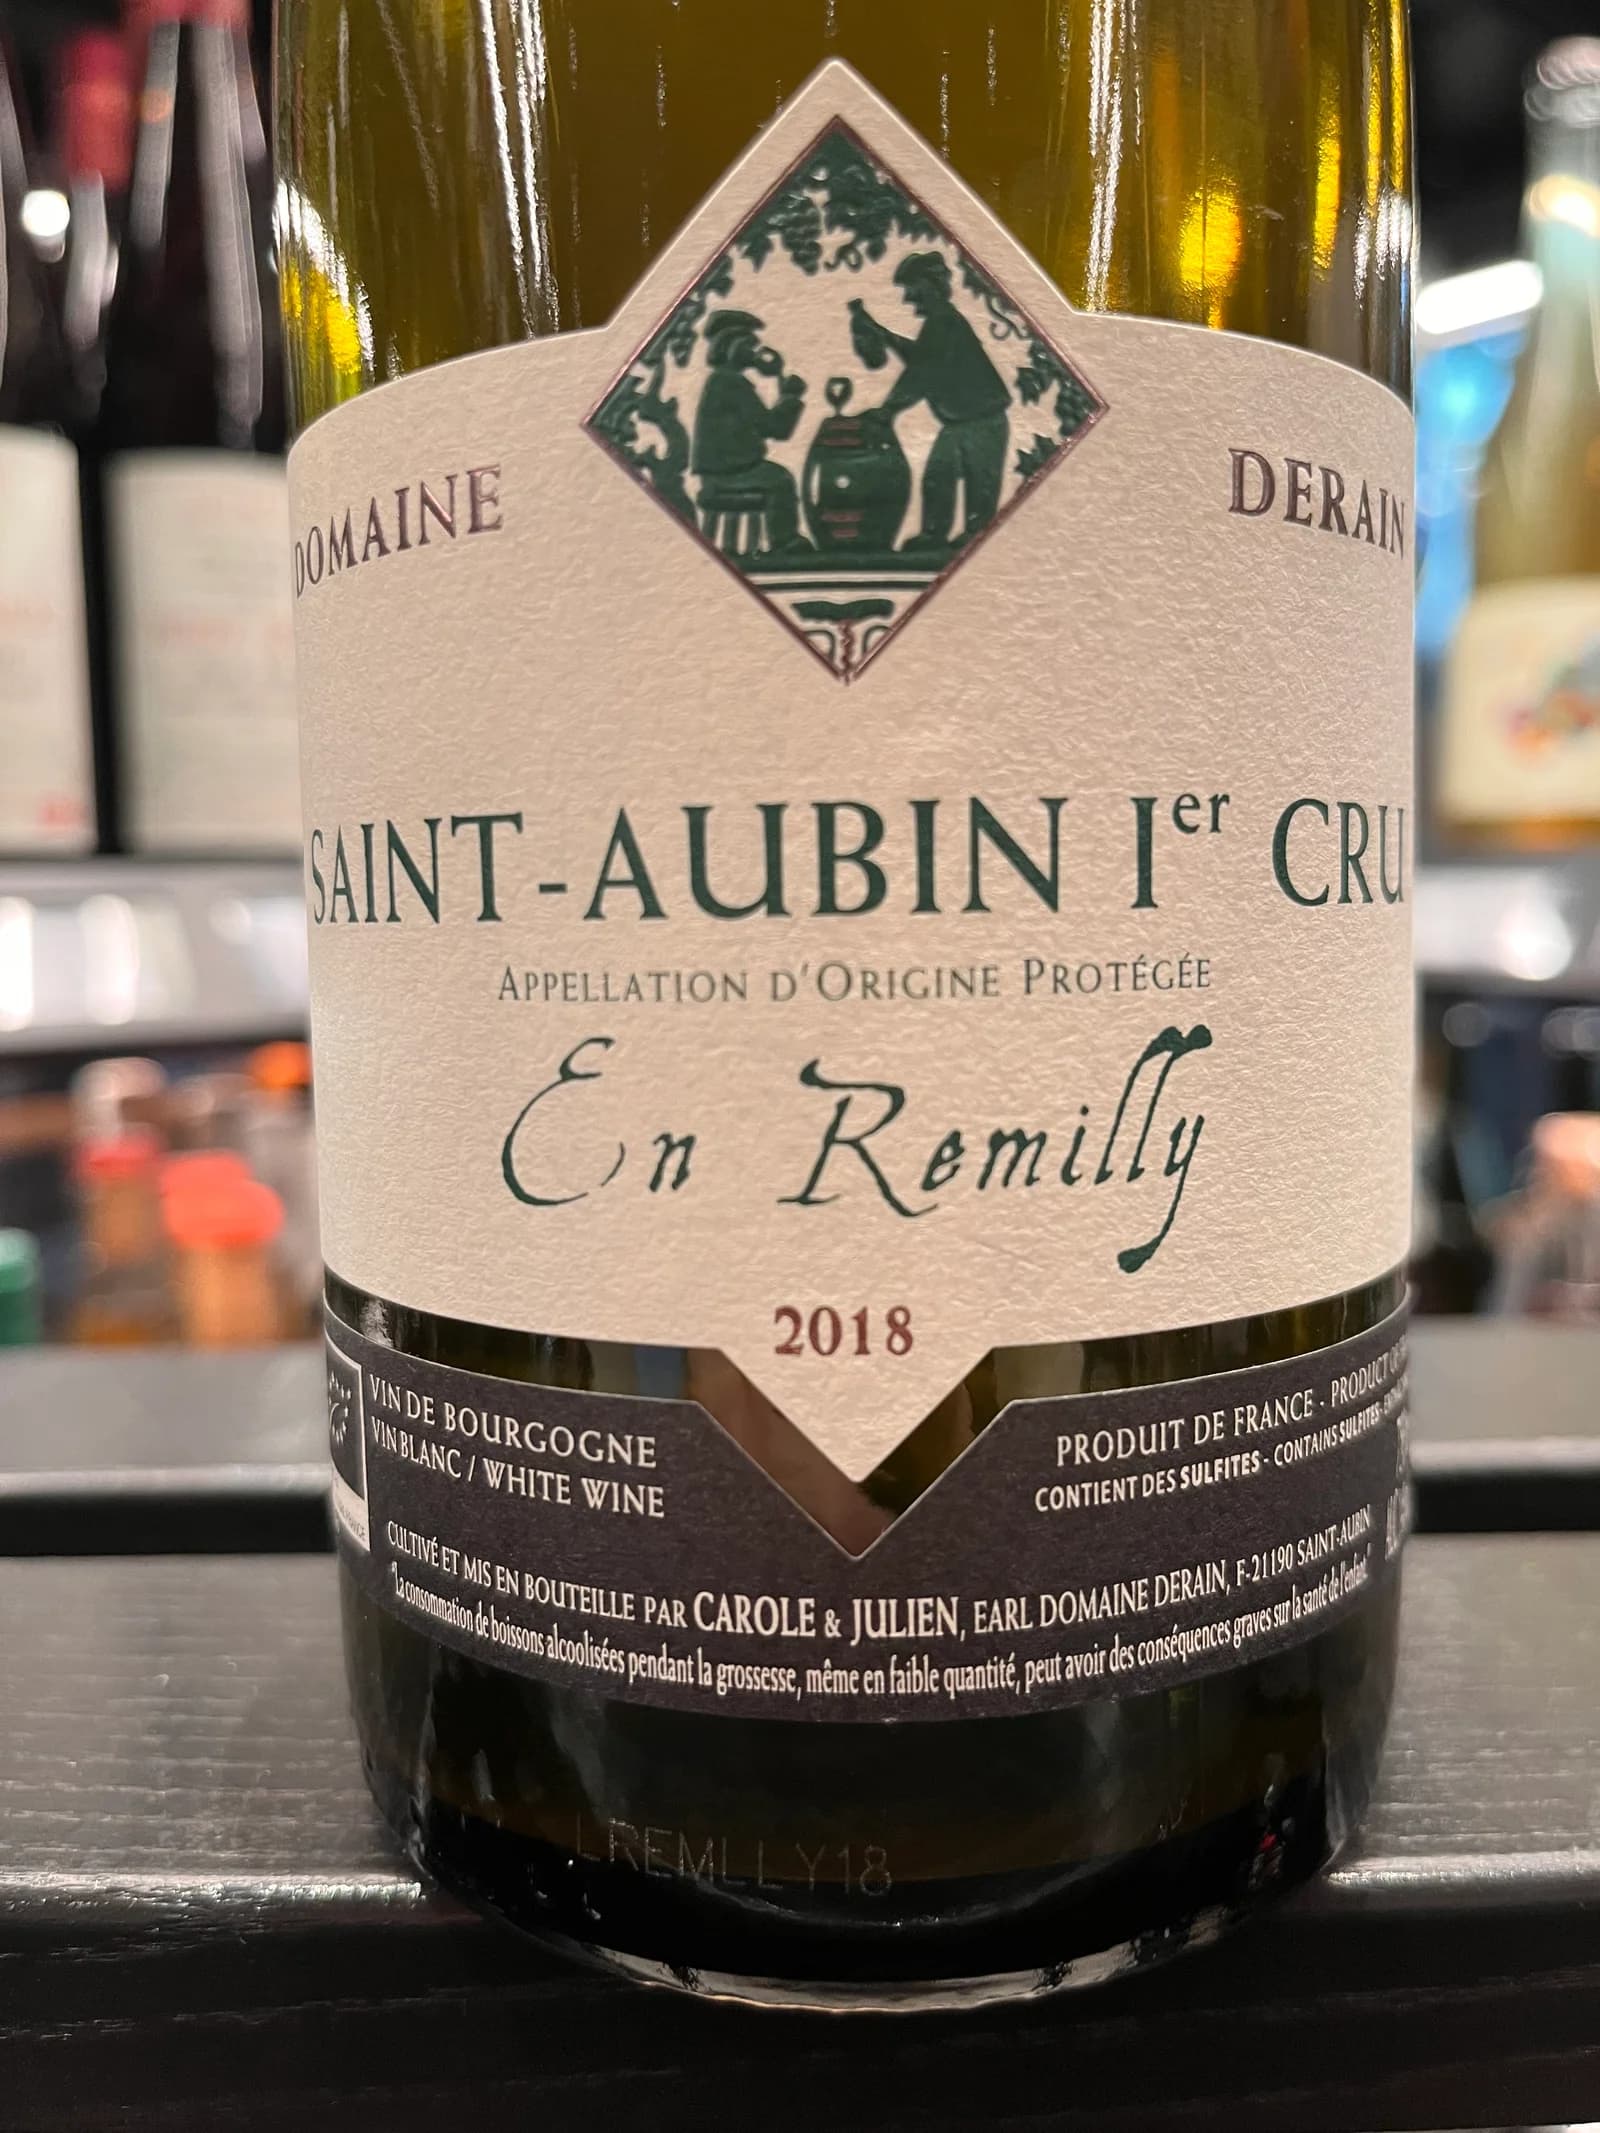 DOMAINE DERAIN
SAINT-AUBIN Ier CRU
APPELLATION D'ORIGINE PROTÉGÉE
En Remilly
2018
VIN DE BOURGOGNE
VIN BLANC / WHITE WINE
PRODUIT DE FRANCE - PRODUCT
CONTIENT DES SULFITES - CONTAINS SULFITES -
CULTIVÉ ET MIS EN BOUTEILLE PAR CAROLE & JULIEN, EARL DOMAINE DERAIN, F-21190 SAINT-AUBIN
"La consommation de boissons alcoolisées pendant la grossesse, même en faible quantité, peut avoir des conséquences graves sur la santé de l'enfant."
LREMLLY18